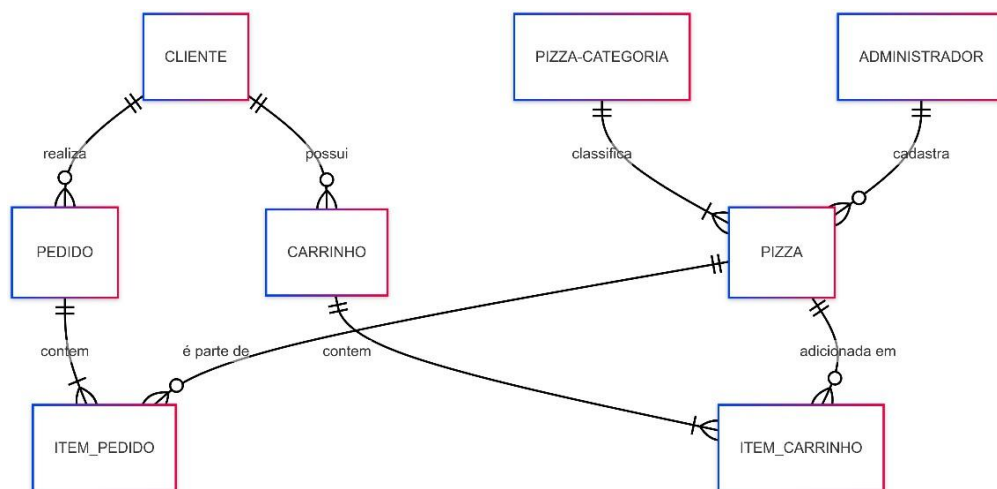 CLIENTE
PIZZA-CATEGORIA
ADMINISTRADOR
realiza
possui
classifica
cadastra
PEDIDO
CARRINHO
PIZZA
contem
é parte de
contem
adicionada em
ITEM_PEDIDO
ITEM_CARRINHO